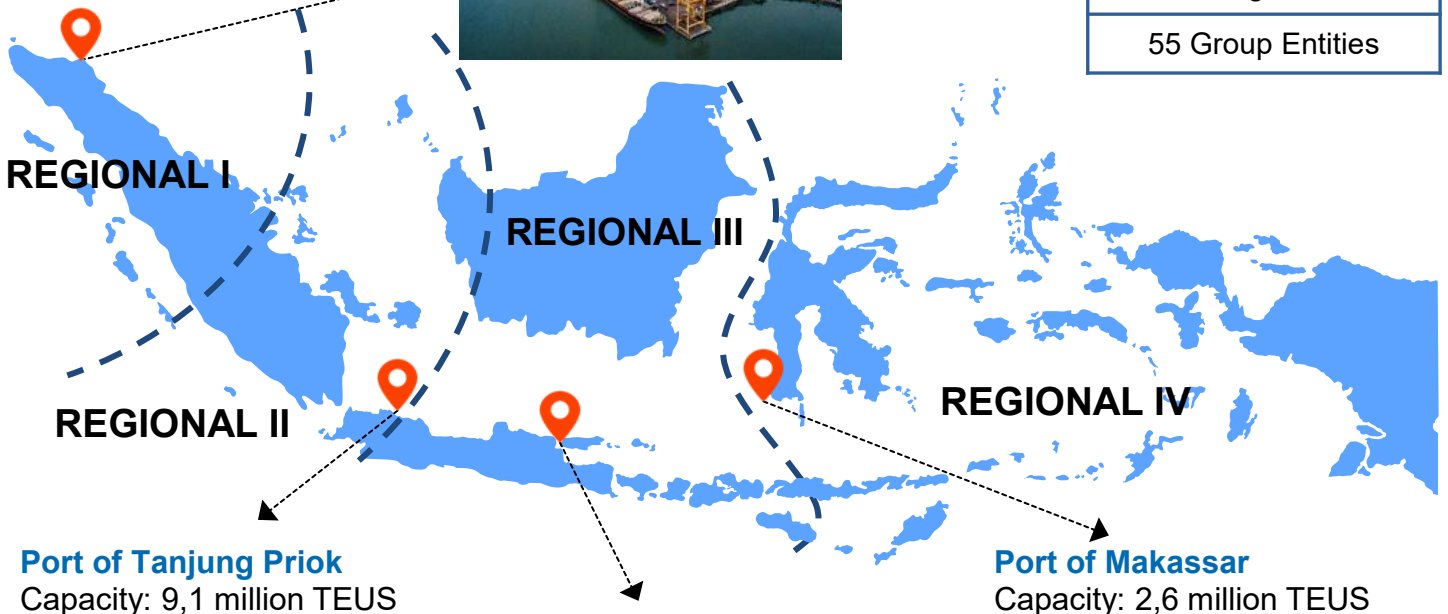 55 Group Entities
REGIONAL I
REGIONAL III
REGIONAL II
REGIONAL IV
Port of Tanjung Priok
Capacity: 9,1 million TEUS
Port of Makassar
Capacity: 2,6 million TEUS